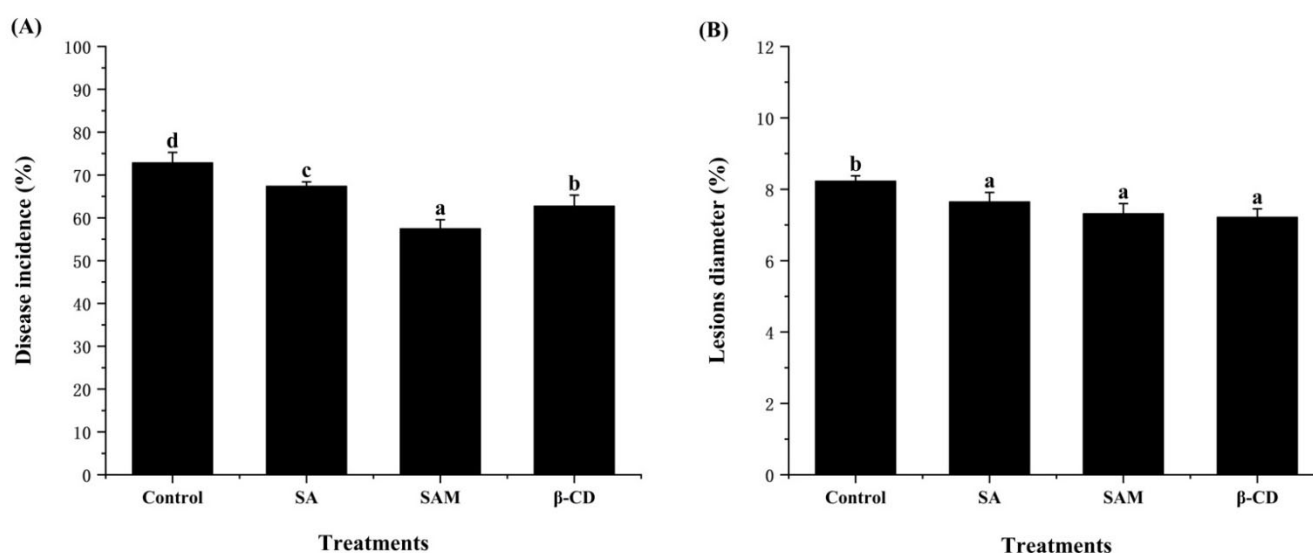 (A)
Disease incidence (%)
100
90
80
70
60
50
40
30
20
10
0
d
c
a
b
Control SA SAM β-CD
Treatments
(B)
Lesions diameter (%)
12
10
8
6
4
2
0
b
a
a
a
Control SA SAM β-CD
Treatments